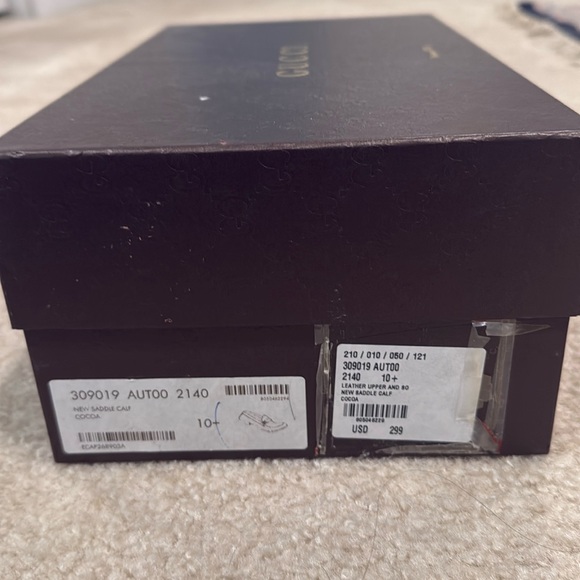 GUCCI
309019 AUT00 2140
NEW SADDLE CALF
COCOA
10+
210 / 010 / 050 / 121
309019 AUT00
2140 10+
LEATHER UPPER AND SO
NEW SADDLE CALF
COCOA
USD 299